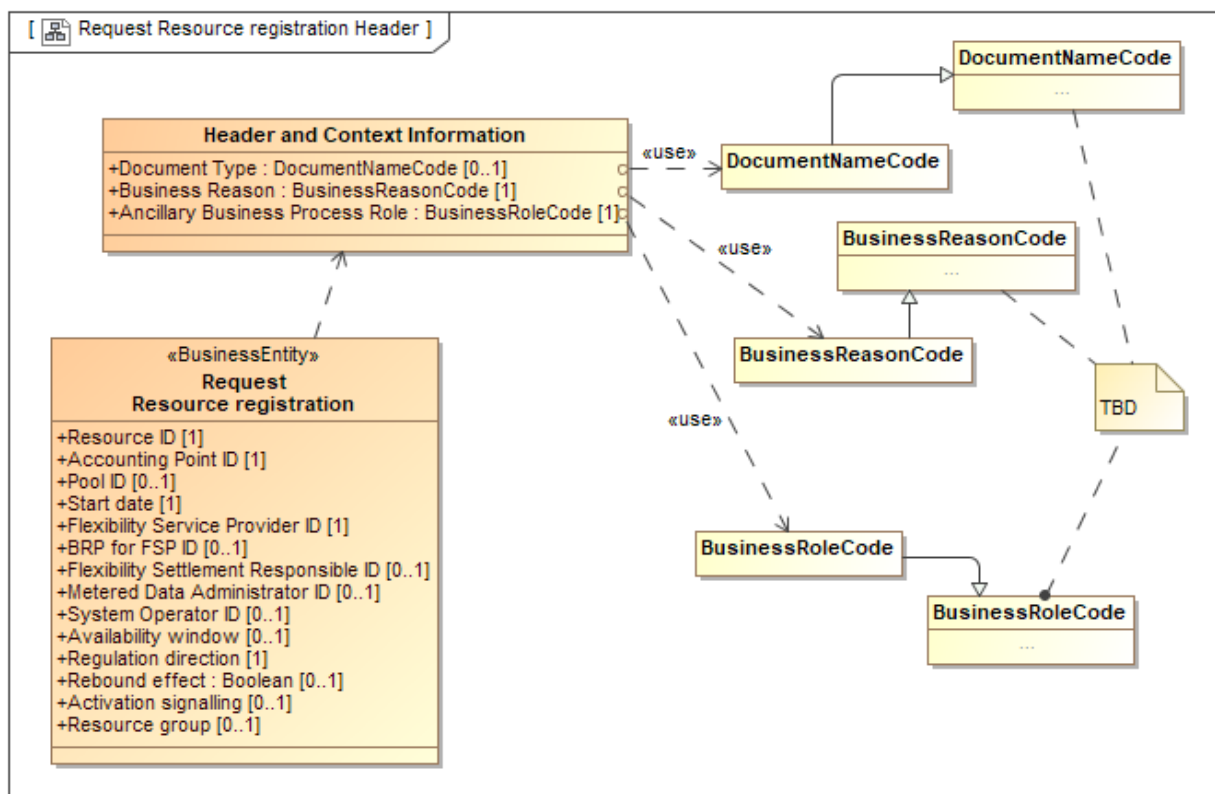 [ Request Resource registration Header ]
DocumentNameCode
...
Header and Context Information
+Document Type : DocumentNameCode [0..1]
+Business Reason : BusinessReasonCode [1]
+Ancillary Business Process Role : BusinessRoleCode [1]
«use»
DocumentNameCode
BusinessReasonCode
...
«use»
BusinessReasonCode
«BusinessEntity»
Request
Resource registration
+Resource ID [1]
+Accounting Point ID [1]
+Pool ID [0..1]
+Start date [1]
+Flexibility Service Provider ID [1]
+BRP for FSP ID [0..1]
+Flexibility Settlement Responsible ID [0..1]
+Metered Data Administrator ID [0..1]
+System Operator ID [0..1]
+Availability window [0..1]
+Regulation direction [1]
+Rebound effect : Boolean [0..1]
+Activation signalling [0..1]
+Resource group [0..1]
TBD
«use»
BusinessRoleCode
BusinessRoleCode
...